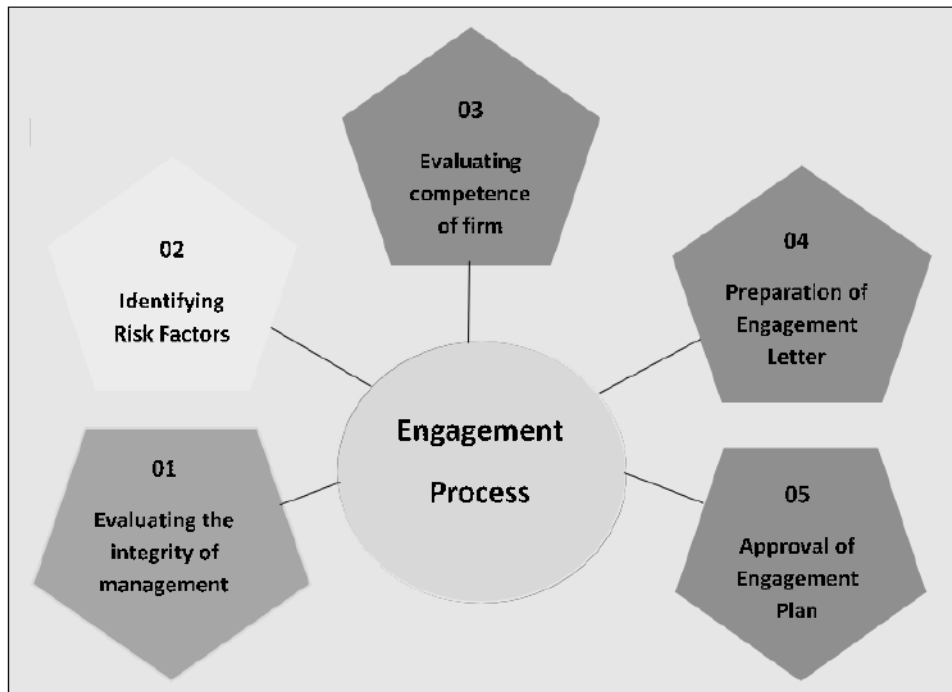 01
Evaluating the
integrity of
management
02
Identifying
Risk Factors
03
Evaluating
competence
of firm
04
Preparation of
Engagement
Letter
05
Approval of
Engagement
Plan
Engagement
Process